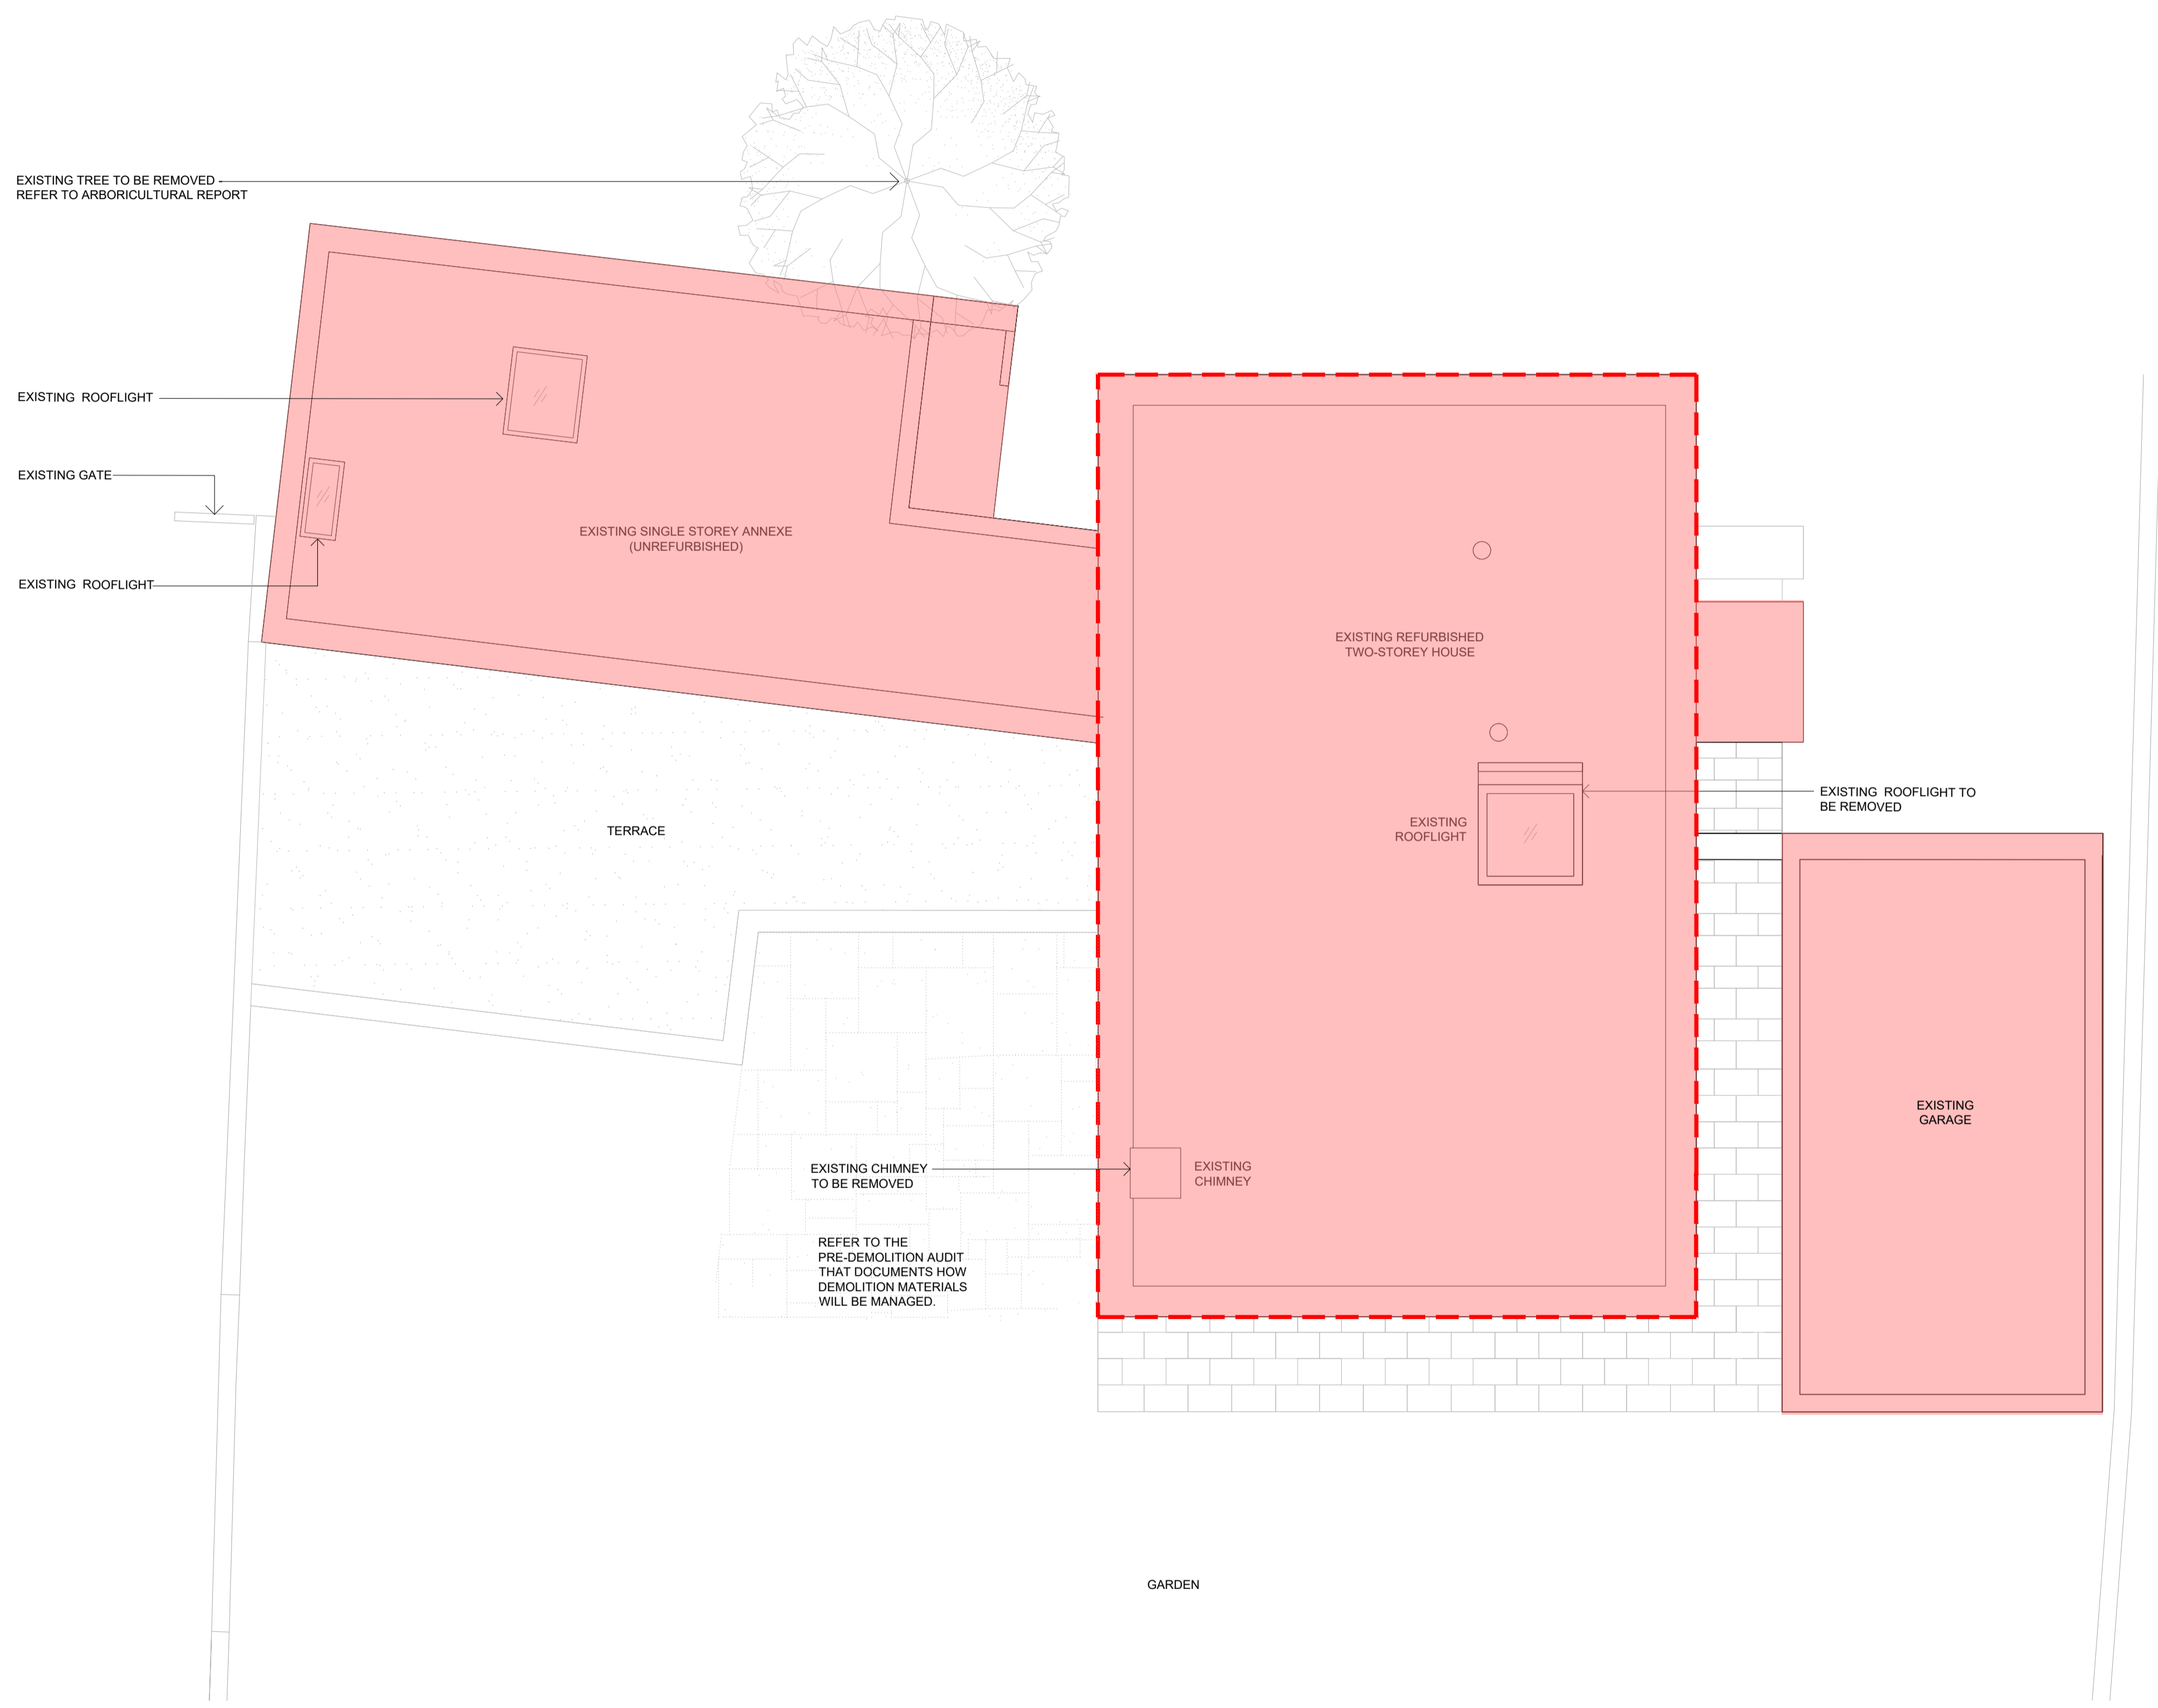 EXISTING TREE TO BE REMOVED -
REFER TO ARBORICULTURAL REPORT
EXISTING ROOFLIGHT
EXISTING GATE
EXISTING ROOFLIGHT
EXISTING SINGLE STOREY ANNEXE
(UNREFURBISHED)
EXISTING REFURBISHED
TWO-STOREY HOUSE
EXISTING ROOFLIGHT TO
BE REMOVED
EXISTING
ROOFLIGHT
TERRACE
EXISTING
GARAGE
EXISTING CHIMNEY
TO BE REMOVED
EXISTING
CHIMNEY
REFER TO THE
PRE-DEMOLITION AUDIT
THAT DOCUMENTS HOW
DEMOLITION MATERIALS
WILL BE MANAGED.
GARDEN